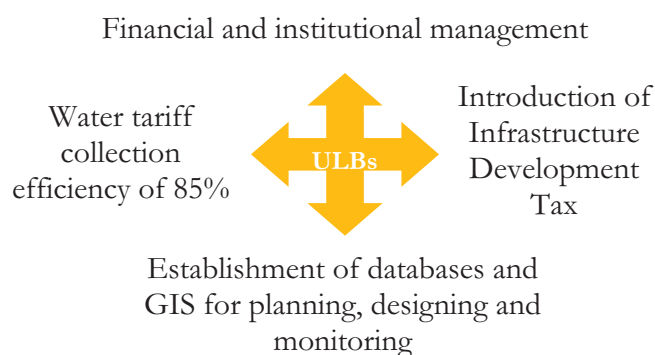 Financial and institutional management
Water tariff
collection
efficiency of 85%
ULBs
Introduction of
Infrastructure
Development
Tax
Establishment of databases and
GIS for planning, designing and
monitoring